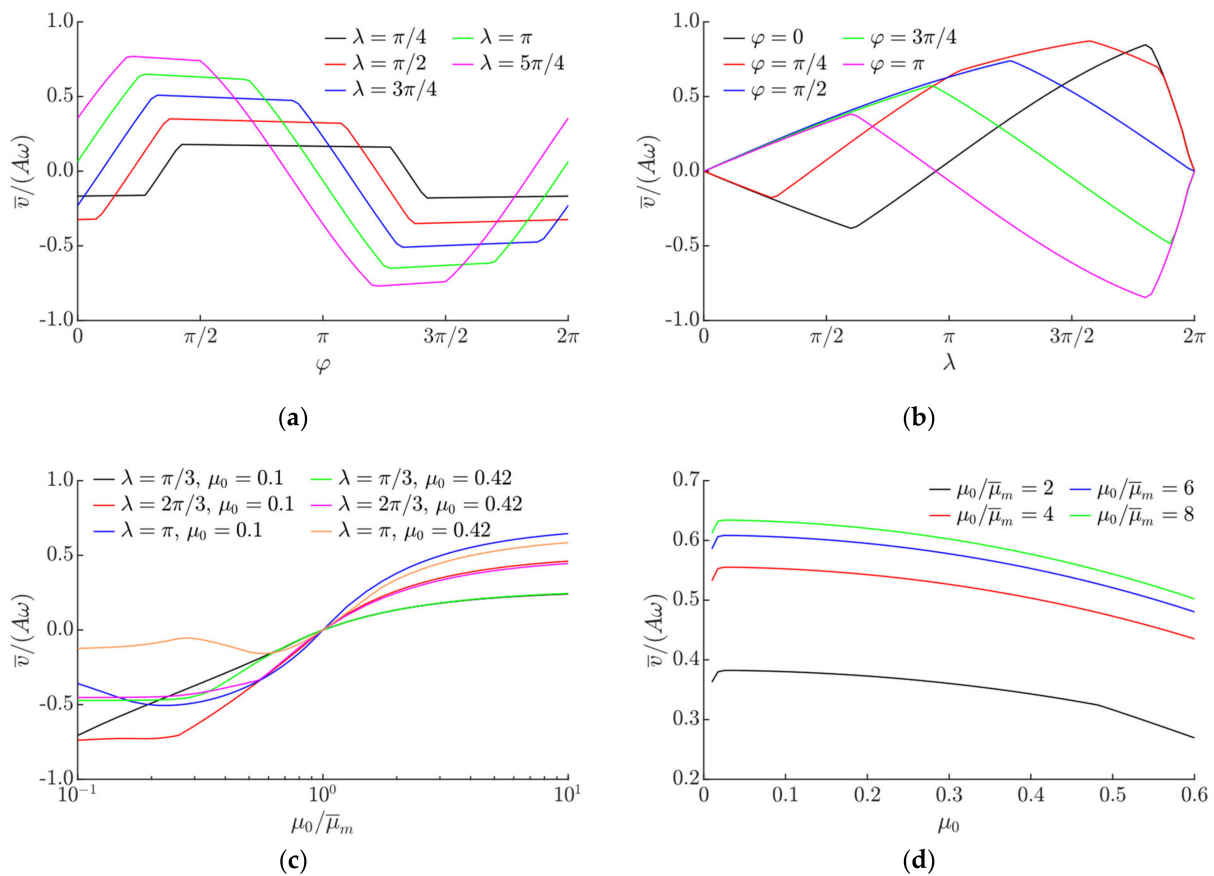 1.0
0.5
0.0
-0.5
-1.0
v̅/(Aω)
λ = π/4
λ = π/2
λ = 3π/4
λ = π
λ = 5π/4
0 π/2 π 3π/2 2π
φ
(a)
1.0
0.5
0.0
-0.5
-1.0
v̅/(Aω)
φ = 0
φ = π/4
φ = π/2
φ = 3π/4
φ = π
0 π/2 π 3π/2 2π
λ
(b)
1.0
0.5
0.0
-0.5
-1.0
v̅/(Aω)
λ = π/3, μ₀ = 0.1
λ = 2π/3, μ₀ = 0.1
λ = π, μ₀ = 0.1
λ = π/3, μ₀ = 0.42
λ = 2π/3, μ₀ = 0.42
λ = π, μ₀ = 0.42
10⁻¹ 10⁰ 10¹
μ₀/μ̅ₘ
(c)
0.7
0.6
0.5
0.4
0.3
0.2
v̅/(Aω)
μ₀/μ̅ₘ = 2
μ₀/μ̅ₘ = 4
μ₀/μ̅ₘ = 6
μ₀/μ̅ₘ = 8
0 0.1 0.2 0.3 0.4 0.5 0.6
μ₀
(d)